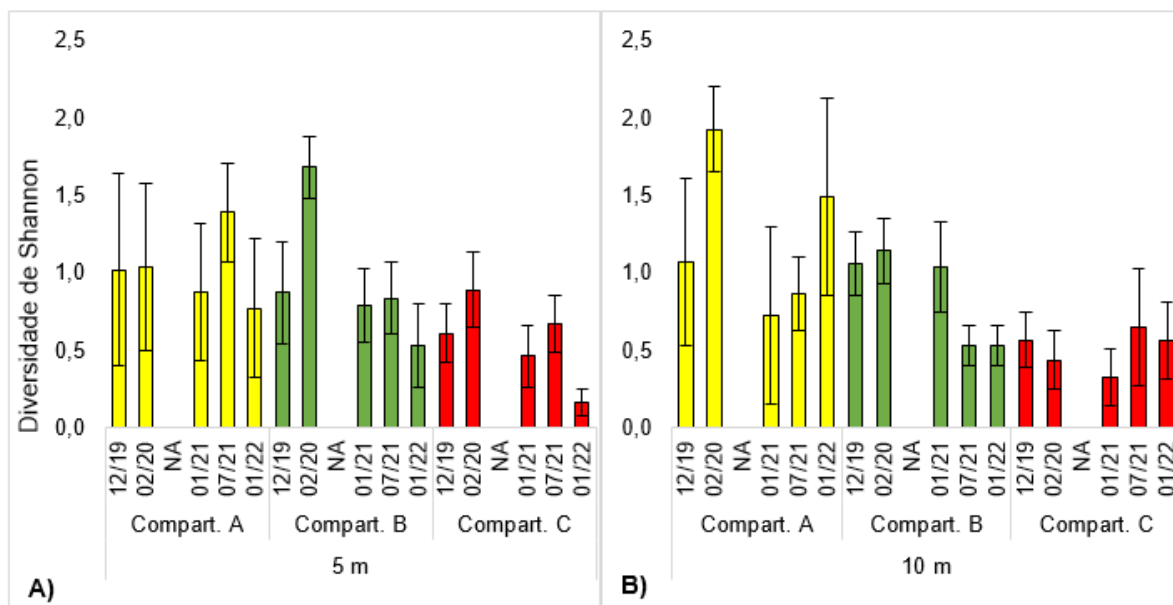 Diversidade de Shannon
2,5
2,0
1,5
1,0
0,5
0,0
12/19 02/20 NA 01/21 07/21 01/22 12/19 02/20 NA 01/21 07/21 01/22 12/19 02/20 NA 01/21 07/21 01/22
Compart. A Compart. B Compart. C
5 m
A)
2,5
2,0
1,5
1,0
0,5
0,0
12/19 02/20 NA 01/21 07/21 01/22 12/19 02/20 NA 01/21 07/21 01/22 12/19 02/20 NA 01/21 07/21 01/22
Compart. A Compart. B Compart. C
10 m
B)